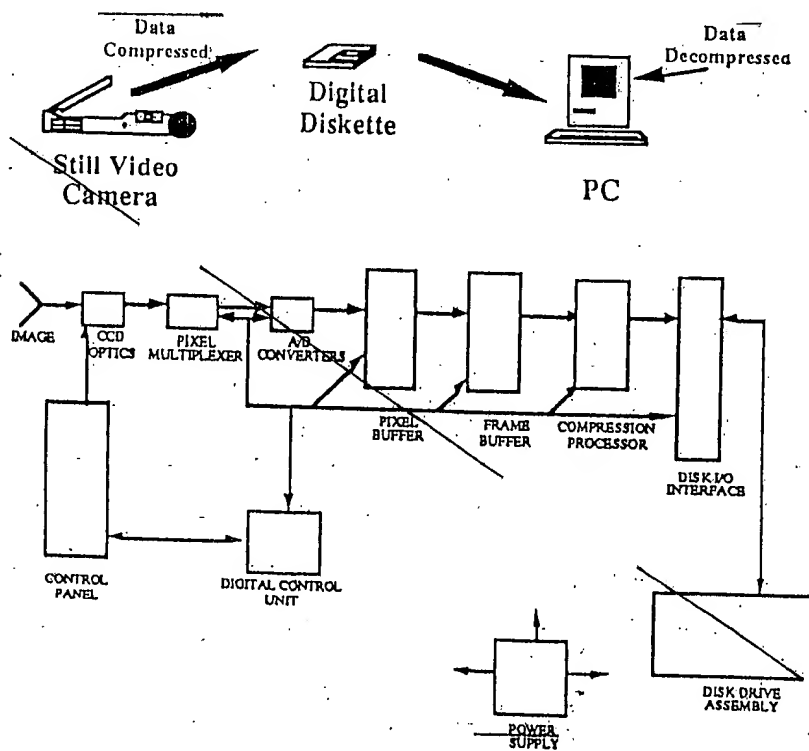 Data
Compressed
Data
Decompressed
Digital
Diskette
Still Video
Camera
PC
IMAGE
CCD
OPTICS
PIXEL
MULTIPLEXER
A/D
CONVERTERS
PIXEL
BUFFER
FRAME
BUFFER
COMPRESSION
PROCESSOR
DISK I/O
INTERFACE
CONTROL
PANEL
DIGITAL CONTROL
UNIT
DISK DRIVE
ASSEMBLY
POWER
SUPPLY